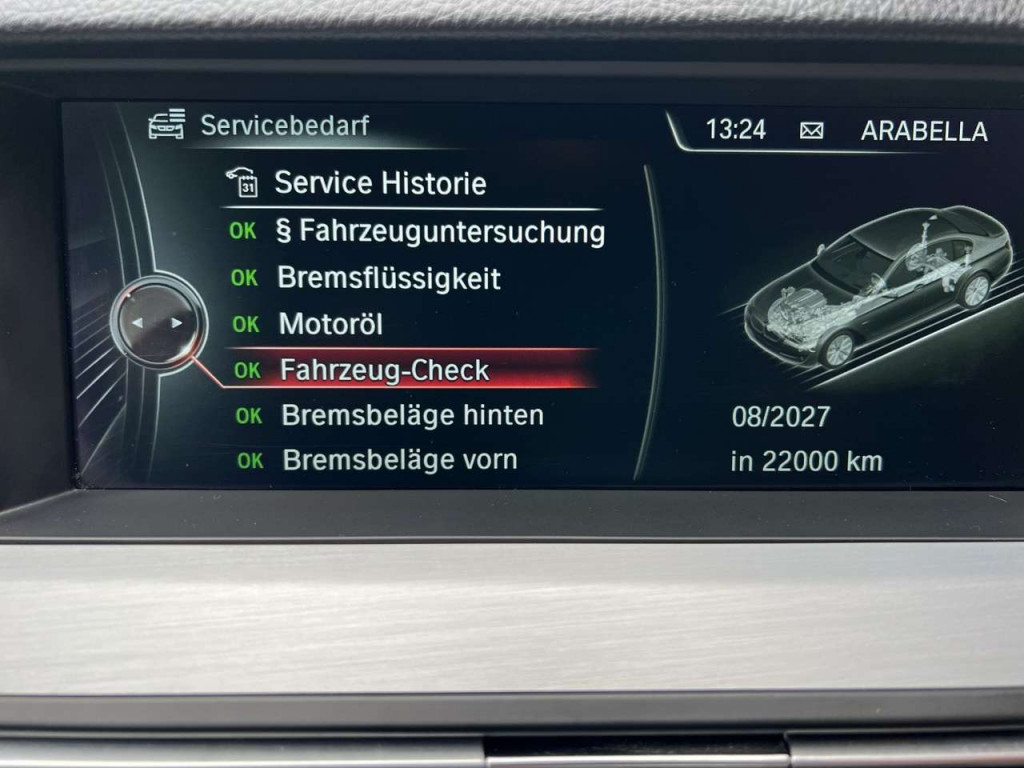 Servicebedarf
13:24 ARABELLA
31 Service Historie
OK § Fahrzeuguntersuchung
OK Bremsflüssigkeit
OK Motoröl
OK Fahrzeug-Check
OK Bremsbeläge hinten
OK Bremsbeläge vorn
08/2027
in 22000 km